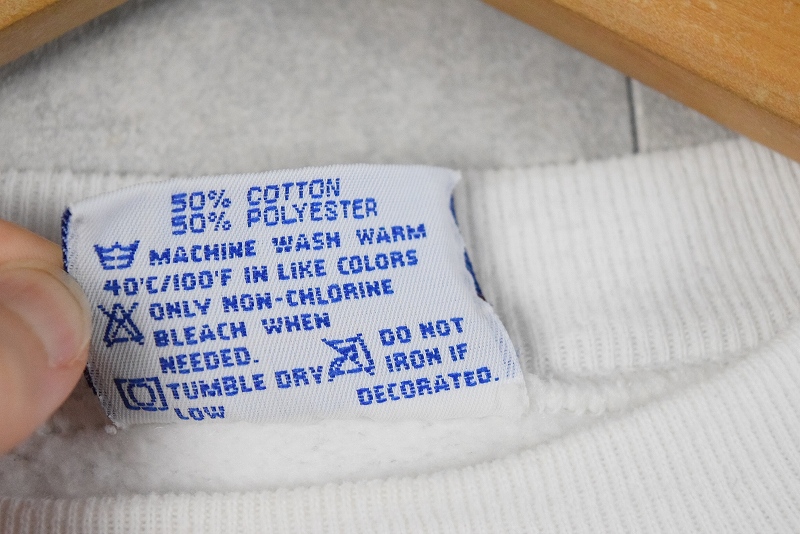 50% COTTON
50% POLYESTER
MACHINE WASH WARM
40'C/100'F IN LIKE COLORS
ONLY NON-CHLORINE
BLEACH WHEN
NEEDED.
TUMBLE DRY
LOW
DO NOT
IRON IF
DECORATED.